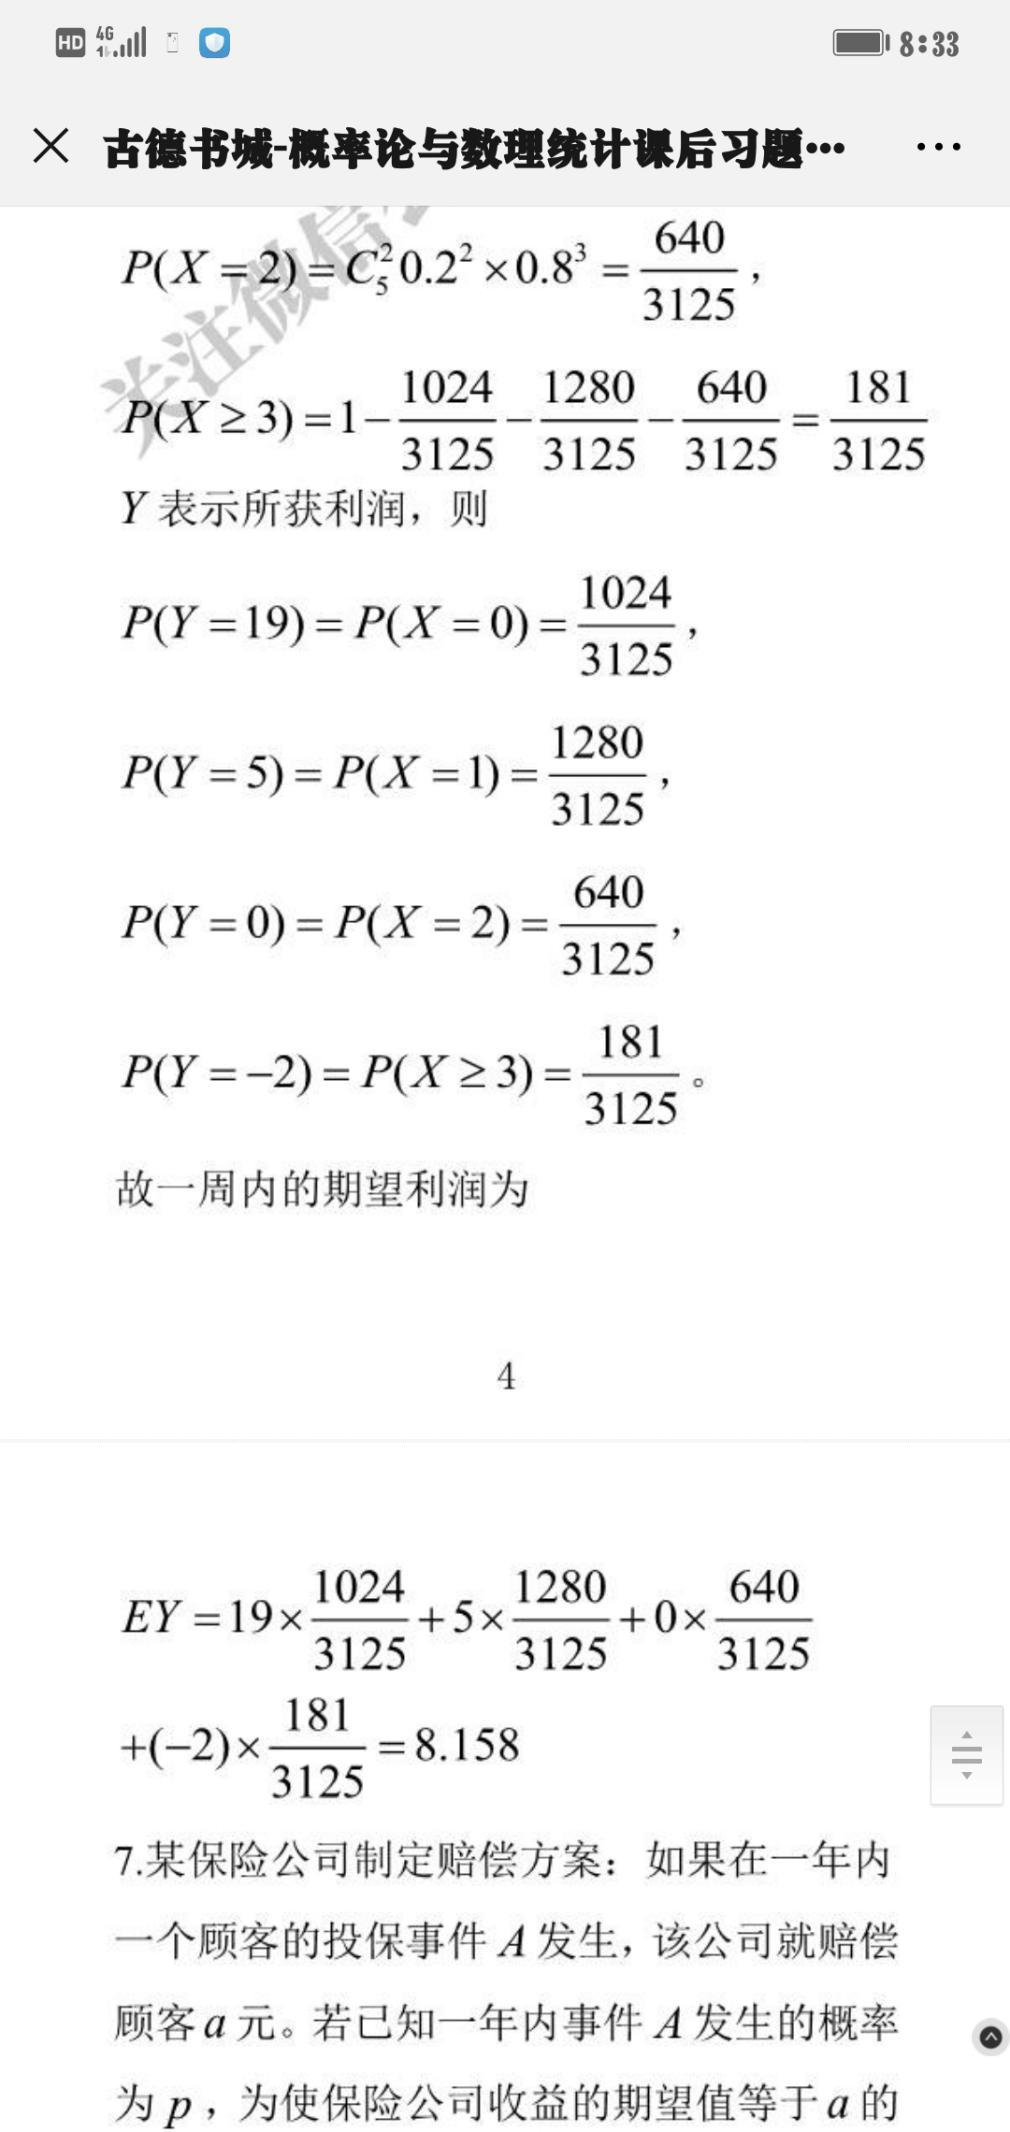 HD 4G 8:33
古德书城-概率论与数理统计课后习题…
关注微信
P(X = 2) = C₅² 0.2² × 0.8³ = 640/3125 ,
P(X ≥ 3) = 1 − 1024/3125 − 1280/3125 − 640/3125 = 181/3125
Y 表示所获利润，则
P(Y = 19) = P(X = 0) = 1024/3125 ,
P(Y = 5) = P(X = 1) = 1280/3125 ,
P(Y = 0) = P(X = 2) = 640/3125 ,
P(Y = −2) = P(X ≥ 3) = 181/3125 。
故一周内的期望利润为
4
EY = 19 × 1024/3125 + 5 × 1280/3125 + 0 × 640/3125
+(−2) × 181/3125 = 8.158
7.某保险公司制定赔偿方案：如果在一年内
一个顾客的投保事件 A 发生，该公司就赔偿
顾客 a 元。若已知一年内事件 A 发生的概率
为 p，为使保险公司收益的期望值等于 a 的